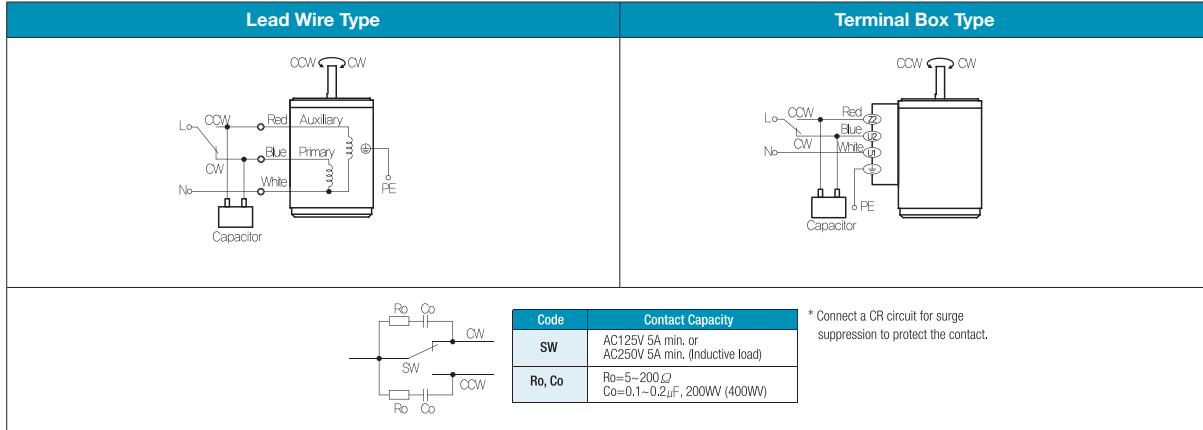 Lead Wire Type
Terminal Box Type
CCW CW
L CCW Red Auxiliary
Blue Primary
CW
White
N
PE
Capacitor
CCW CW
CCW Red Z2
L
Blue U2
CW White U1
N
PE
Capacitor
Ro Co
CW
SW
CCW
Ro Co
Code Contact Capacity
SW AC125V 5A min. or
AC250V 5A min. (Inductive load)
Ro, Co Ro=5~200Ω
Co=0.1~0.2μF, 200WV (400WV)
* Connect a CR circuit for surge
suppression to protect the contact.